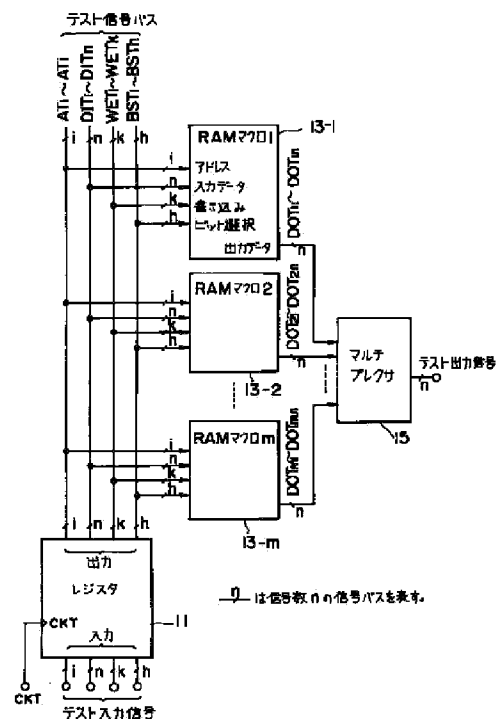 テスト信号バス
ATi~ATi
DITi~DITn
WETi~WETk
BSTi~BSTh
i n k h
RAMマクロ1
13-1
i
アドレス
n
入力データ
k
書き込み
h
ビット選択
出力データ
n
RAMマクロ2
i
n
k
h
n
13-2
RAMマクロm
i
n
k
h
DOTmi~DOTmn
n
13-m
マルチ
プレクサ
n
テスト出力信号
15
i n k h
出力
レジスタ
CKT
11
入力
i n k h
CKT
テスト入力信号
n は信号数nの信号バスを表す。